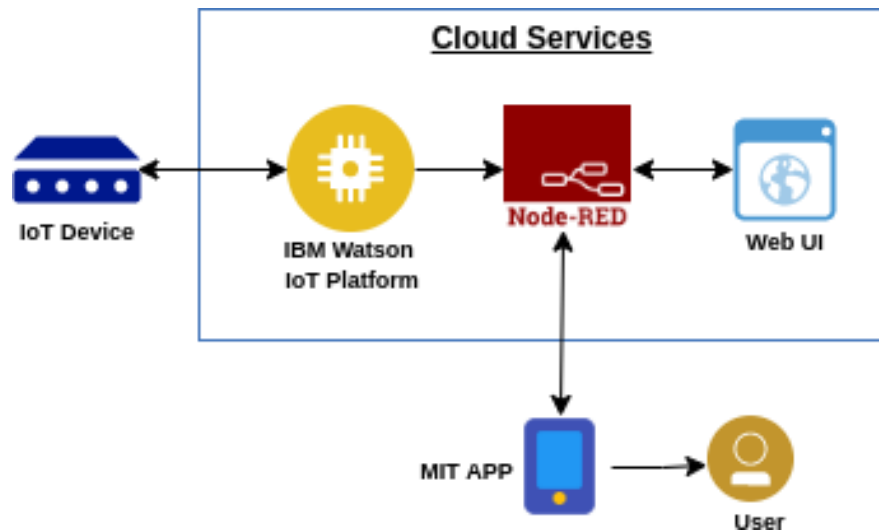 Cloud Services
IoT Device
IBM Watson
IoT Platform
Node-RED
Web UI
MIT APP
User